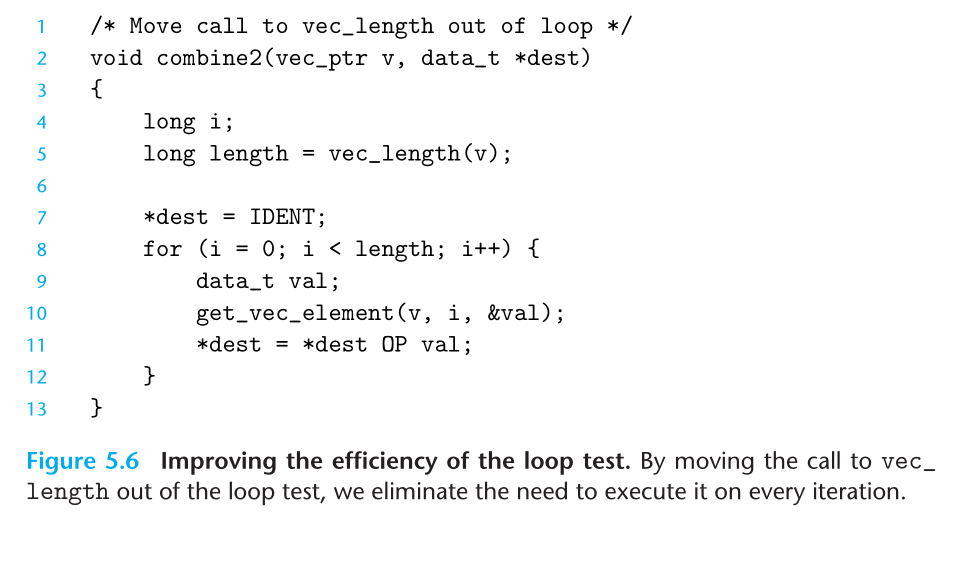 1 /* Move call to vec_length out of loop */
2 void combine2(vec_ptr v, data_t *dest)
3 {
4     long i;
5     long length = vec_length(v);
6
7     *dest = IDENT;
8     for (i = 0; i < length; i++) {
9         data_t val;
10         get_vec_element(v, i, &val);
11         *dest = *dest OP val;
12     }
13 }
Figure 5.6 Improving the efficiency of the loop test. By moving the call to vec_
length out of the loop test, we eliminate the need to execute it on every iteration.